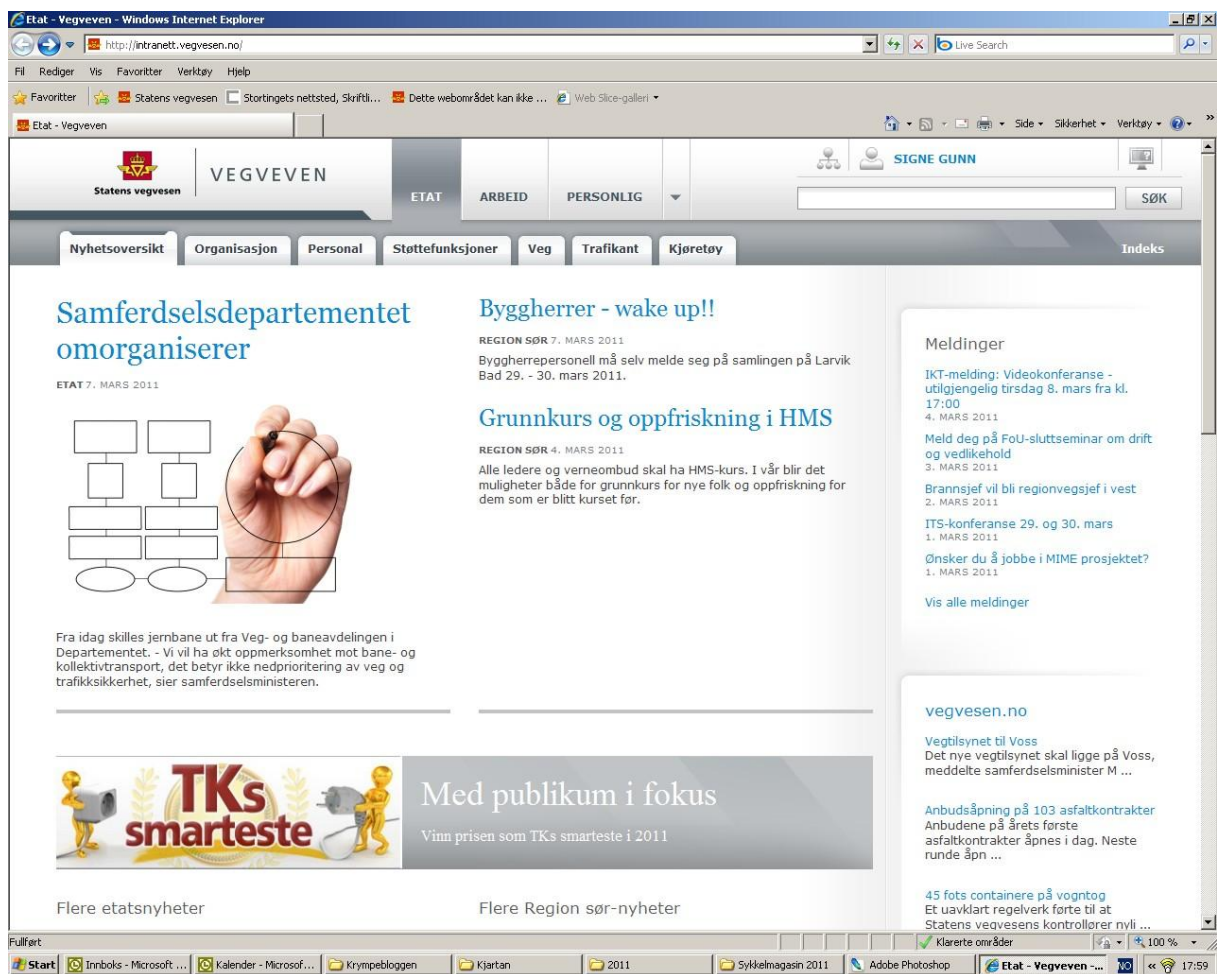 Etat - Vegveven - Windows Internet Explorer
http://intranett.vegvesen.no/
Live Search
Fil Rediger Vis Favoritter Verktøy Hjelp
Favoritter Statens vegvesen Stortingets nettsted, Skriftli... Dette webområdet kan ikke ... Web Slice-galleri
Etat - Vegveven
Side Sikkerhet Verktøy
Statens vegvesen
VEGVEVEN
ETAT ARBEID PERSONLIG
SIGNE GUNN
SØK
Nyhetsoversikt Organisasjon Personal Støttefunksjoner Veg Trafikant Kjøretøy
Indeks
Samferdselsdepartementet
omorganiserer
ETAT 7. MARS 2011
Fra idag skilles jernbane ut fra Veg- og baneavdelingen i
Departementet. - Vi vil ha økt oppmerksomhet mot bane- og
kollektivtransport, det betyr ikke nedprioritering av veg og
trafikksikkerhet, sier samferdselsministeren.
Byggherrer - wake up!!
REGION SØR 7. MARS 2011
Byggherrepersonell må selv melde seg på samlingen på Larvik
Bad 29. - 30. mars 2011.
Grunnkurs og oppfriskning i HMS
REGION SØR 4. MARS 2011
Alle ledere og verneombud skal ha HMS-kurs. I vår blir det
muligheter både for grunnkurs for nye folk og oppfriskning for
dem som er blitt kurset før.
Meldinger
IKT-melding: Videokonferanse -
utilgjengelig tirsdag 8. mars fra kl.
17:00
4. MARS 2011
Meld deg på FoU-sluttseminar om drift
og vedlikehold
3. MARS 2011
Brannsjef vil bli regionvegsjef i vest
2. MARS 2011
ITS-konferanse 29. og 30. mars
1. MARS 2011
Ønsker du å jobbe i MIME prosjektet?
1. MARS 2011
Vis alle meldinger
vegvesen.no
Vegtilsynet til Voss
Det nye vegtilsynet skal ligge på Voss,
meddelte samferdselsminister M ...
Anbudsåpning på 103 asfaltkontrakter
Anbudene på årets første
asfaltkontrakter åpnes i dag. Neste
runde åpn ...
45 fots containere på vogntog
Et uavklart regelverk førte til at
Statens vegvesens kontrollører nyli ...
TKs
smarteste
Med publikum i fokus
Vinn prisen som TKs smarteste i 2011
Flere etatsnyheter
Flere Region sør-nyheter
Fullført
Klarerte områder
100 %
Start Innboks - Microsoft ... Kalender - Microsof... Krympebloggen Kjartan 2011 Sykkelmagasin 2011 Adobe Photoshop Etat - Vegveven -... NO « 17:59